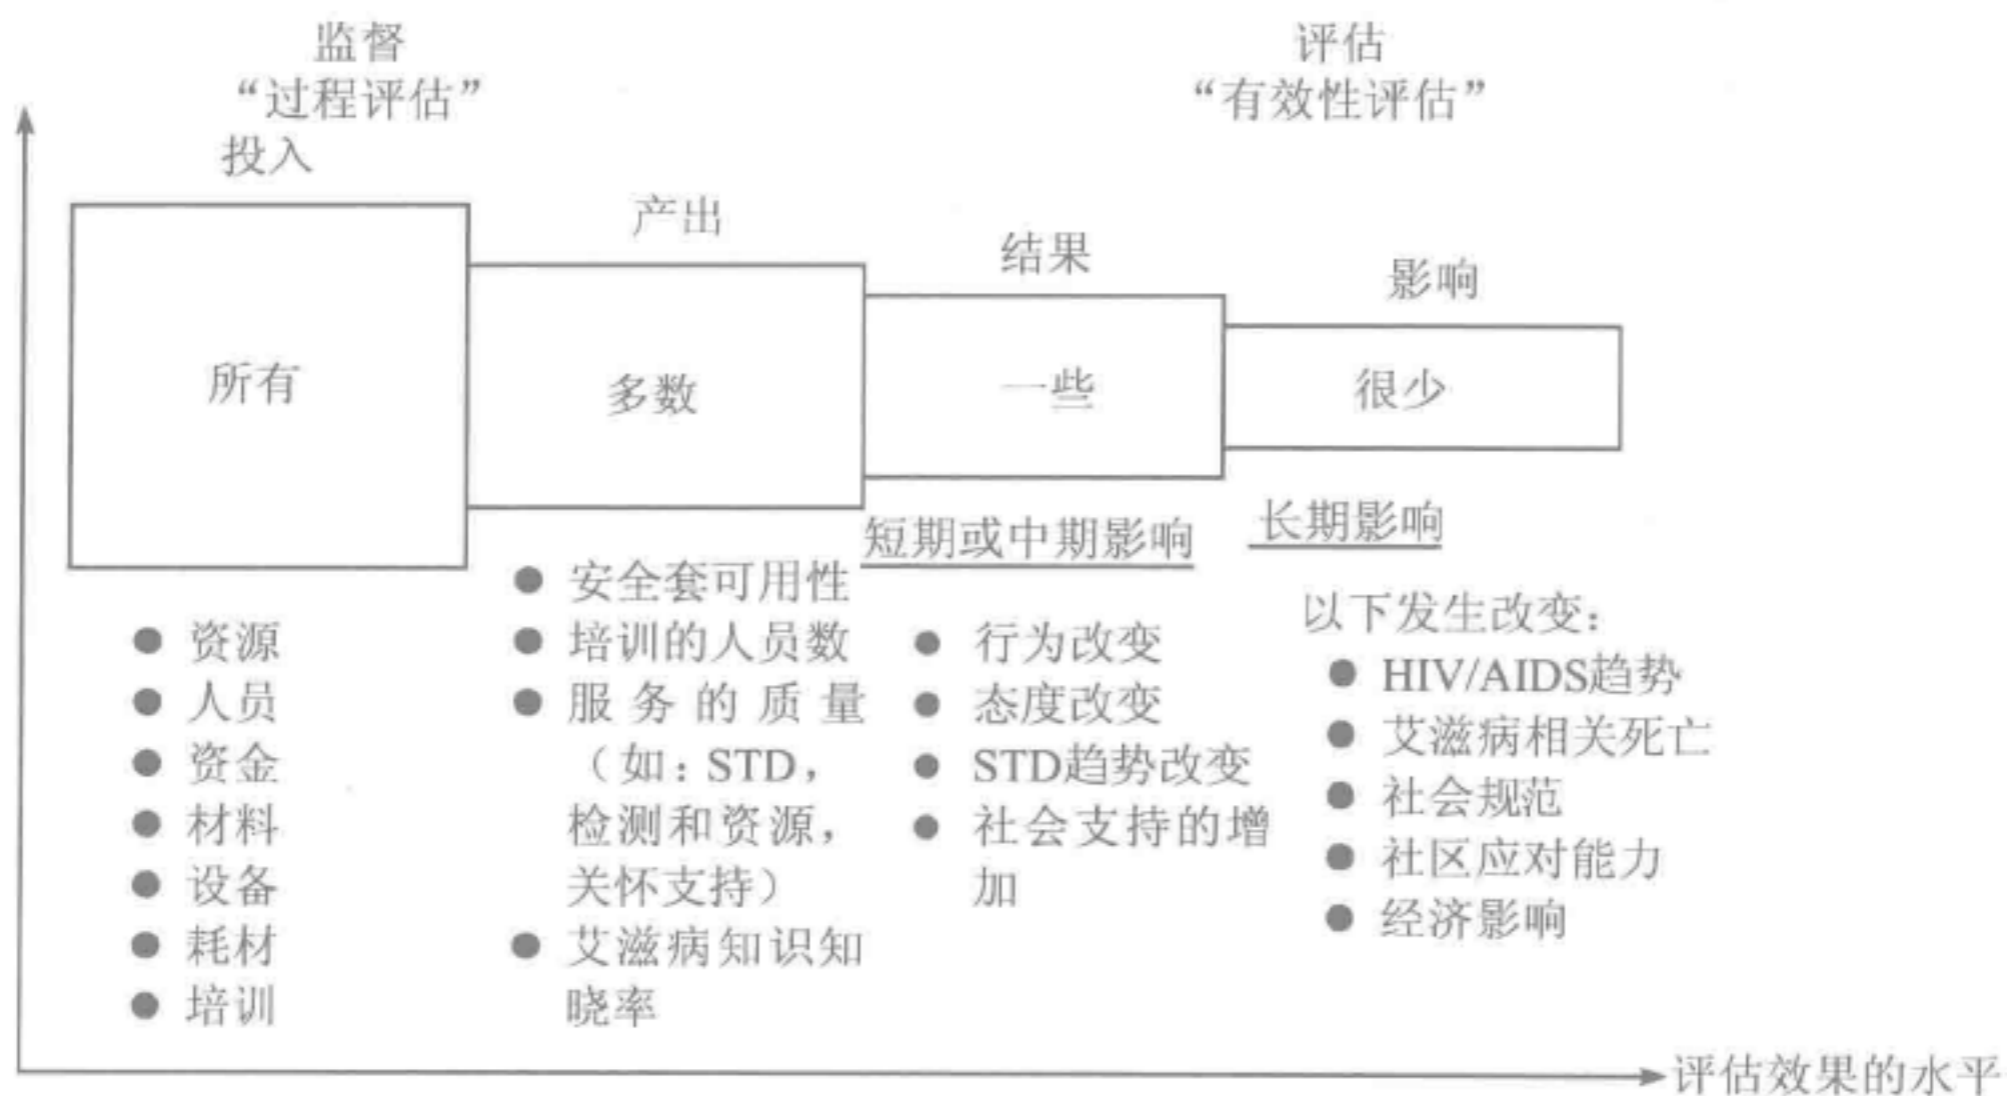 监督
“过程评估”
投入
评估
“有效性评估”
产出
结果
影响
所有
多数
一些
很少
● 资源
● 人员
● 资金
● 材料
● 设备
● 耗材
● 培训
● 安全套可用性
● 培训的人员数
● 服务的质量
（如：STD，
检测和资源，
关怀支持）
● 艾滋病知识知
晓率
短期或中期影响
● 行为改变
● 态度改变
● STD趋势改变
● 社会支持的增
加
长期影响
以下发生改变：
● HIV/AIDS趋势
● 艾滋病相关死亡
● 社会规范
● 社区应对能力
● 经济影响
评估效果的水平